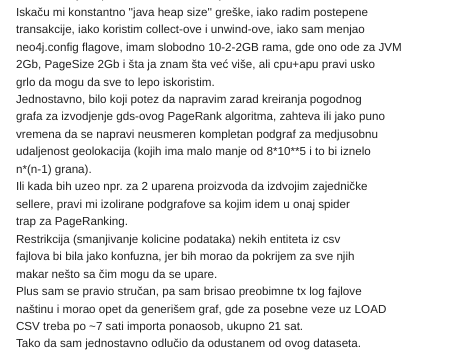 Iskaču mi konstantno "java heap size" greške, iako radim postepene
transakcije, iako koristim collect-ove i unwind-ove, iako sam menjao
neo4j.config flagove, imam slobodno 10-2-2GB rama, gde ono ode za JVM
2Gb, PageSize 2Gb i šta ja znam šta već više, ali cpu+apu pravi usko
grlo da mogu da sve to lepo iskoristim.
Jednostavno, bilo koji potez da napravim zarad kreiranja pogodnog
grafa za izvodjenje gds-ovog PageRank algoritma, zahteva ili jako puno
vremena da se napravi neusmeren kompletan podgraf za medjusobnu
udaljenost geolokacija (kojih ima malo manje od 8*10**5 i to bi iznelo
n*(n-1) grana).
Ili kada bih uzeo npr. za 2 uparena proizvoda da izdvojim zajedničke
sellere, pravi mi izolirane podgrafove sa kojim idem u onaj spider
trap za PageRanking.
Restrikcija (smanjivanje kolicine podataka) nekih entiteta iz csv
fajlova bi bila jako konfuzna, jer bih morao da pokrijem za sve njih
makar nešto sa čim mogu da se upare.
Plus sam se pravio stručan, pa sam brisao preobimne tx log fajlove
naštinu i morao opet da generišem graf, gde za posebne veze uz LOAD
CSV treba po ~7 sati importa ponaosob, ukupno 21 sat.
Tako da sam jednostavno odlučio da odustanem od ovog dataseta.